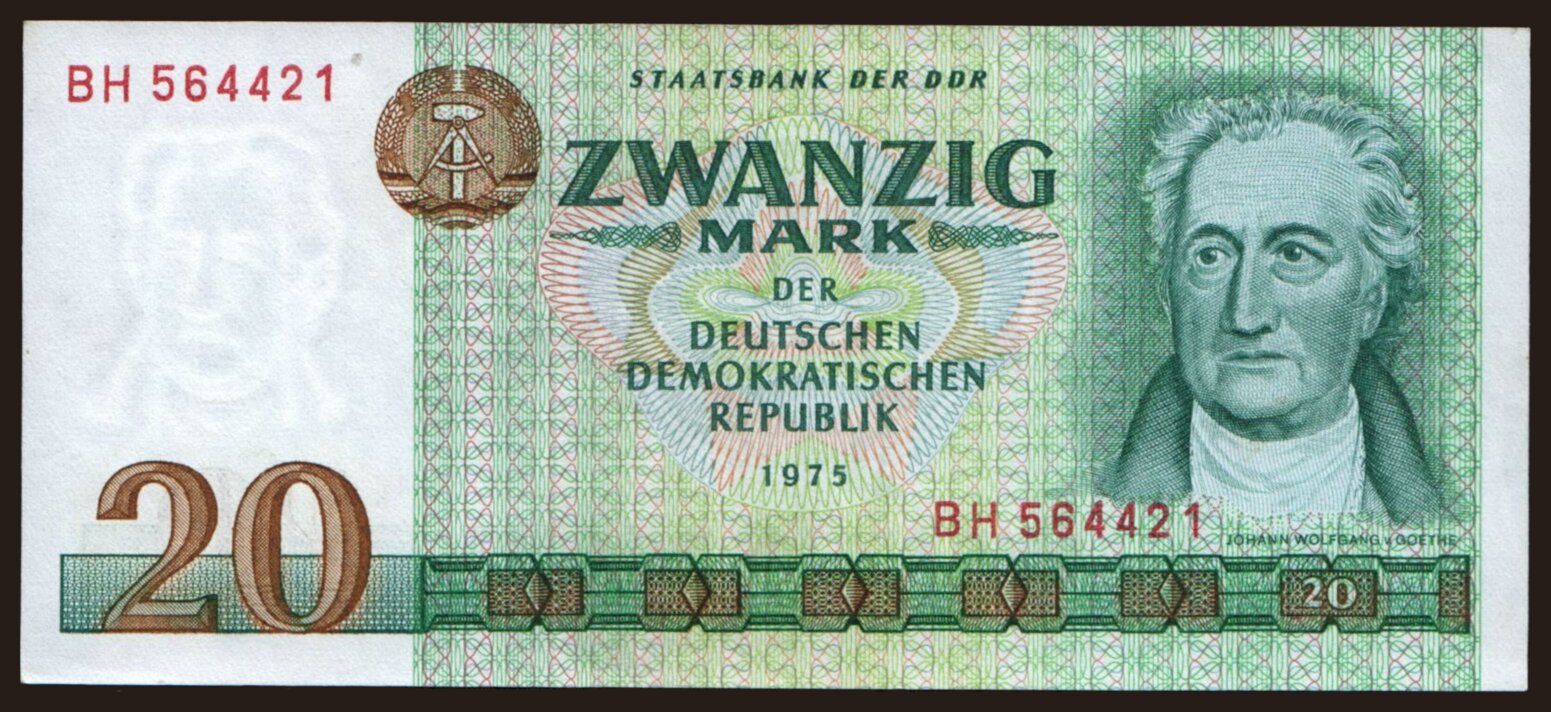 BH 564421
STAATSBANK DER DDR
ZWANZIG
MARK
DER
DEUTSCHEN
DEMOKRATISCHEN
REPUBLIK
1975
BH 564421
JOHANN WOLFGANG v. GOETHE
20
20